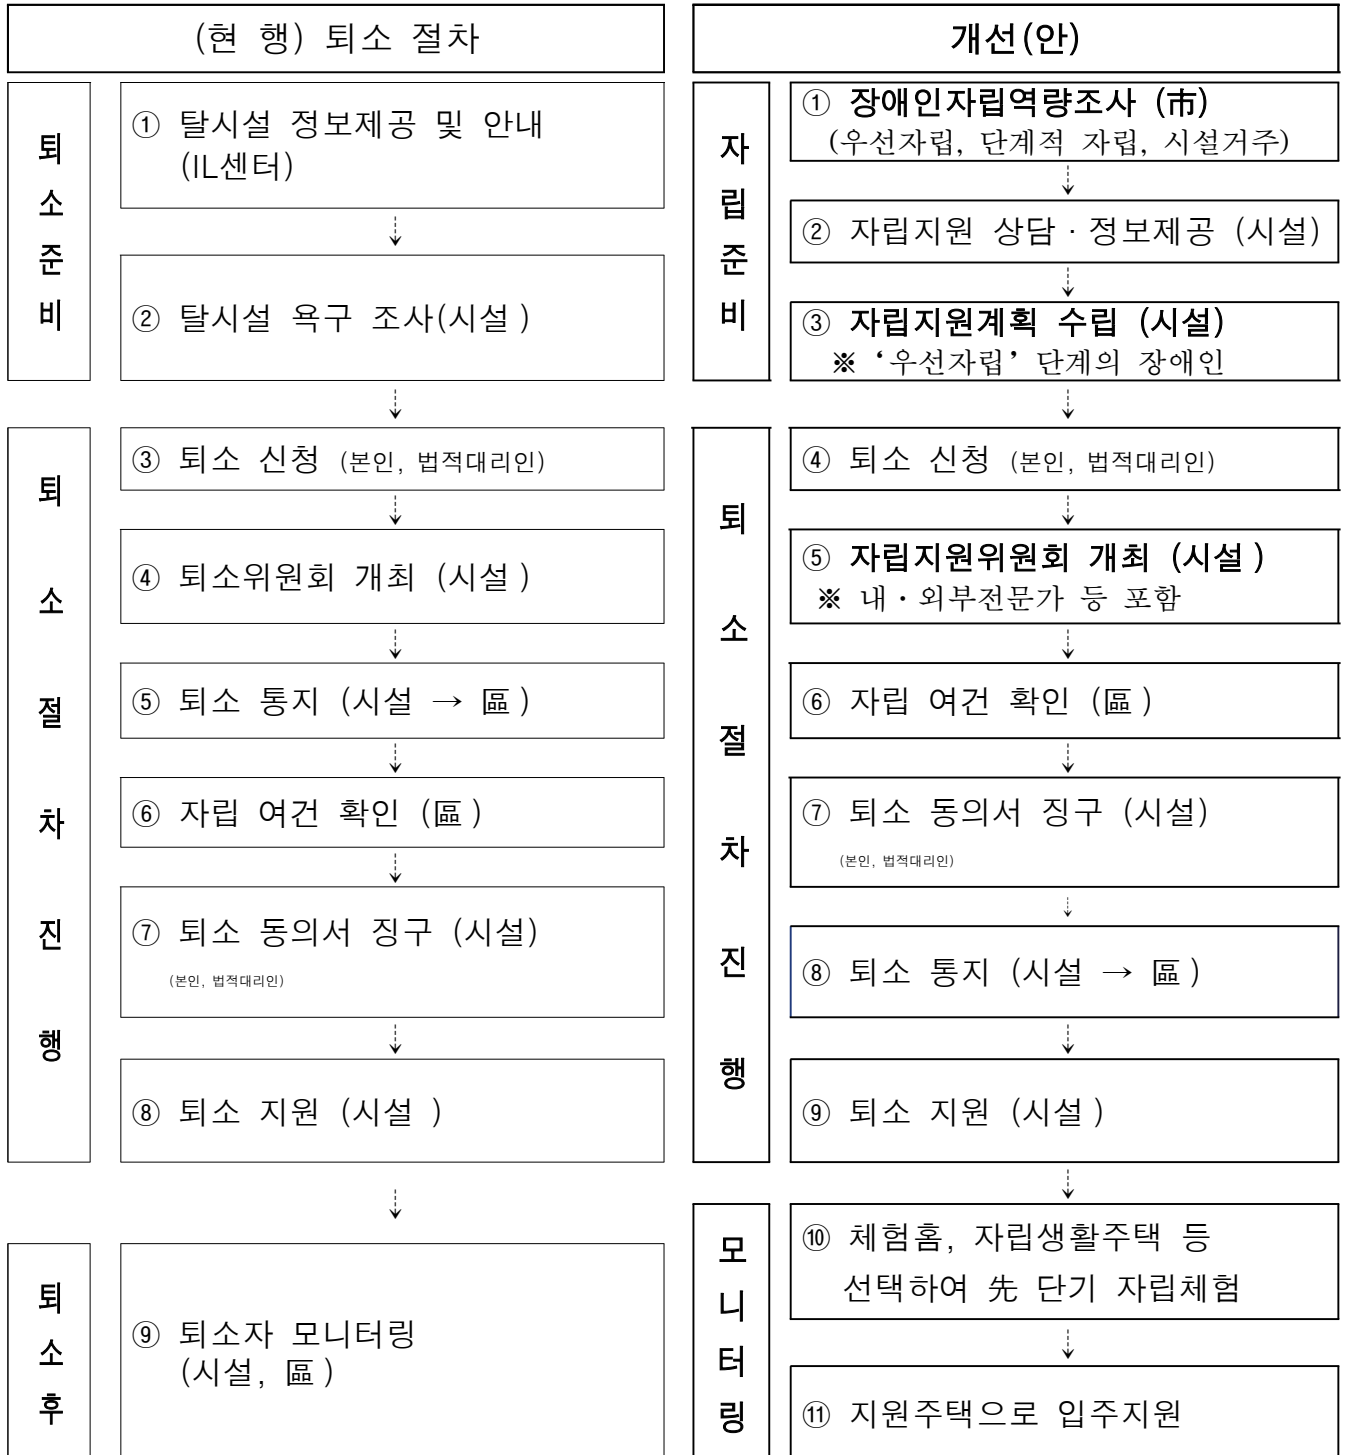 (현 행) 퇴소 절차
퇴소준비
① 탈시설 정보제공 및 안내
(IL센터)
② 탈시설 욕구 조사(시설)
퇴소절차진행
③ 퇴소 신청 (본인, 법적대리인)
④ 퇴소위원회 개최 (시설)
⑤ 퇴소 통지 (시설 → 區)
⑥ 자립 여건 확인 (區)
⑦ 퇴소 동의서 징구 (시설)
(본인, 법적대리인)
⑧ 퇴소 지원 (시설)
퇴소후
⑨ 퇴소자 모니터링
(시설, 區)
개선(안)
자립준비
① 장애인자립역량조사 (市)
(우선자립, 단계적 자립, 시설거주)
② 자립지원 상담·정보제공 (시설)
③ 자립지원계획 수립 (시설)
※ ‘우선자립’ 단계의 장애인
퇴소절차진행
④ 퇴소 신청 (본인, 법적대리인)
⑤ 자립지원위원회 개최 (시설)
※ 내·외부전문가 등 포함
⑥ 자립 여건 확인 (區)
⑦ 퇴소 동의서 징구 (시설)
(본인, 법적대리인)
⑧ 퇴소 통지 (시설 → 區)
⑨ 퇴소 지원 (시설)
모니터링
⑩ 체험홈, 자립생활주택 등
선택하여 先 단기 자립체험
⑪ 지원주택으로 입주지원